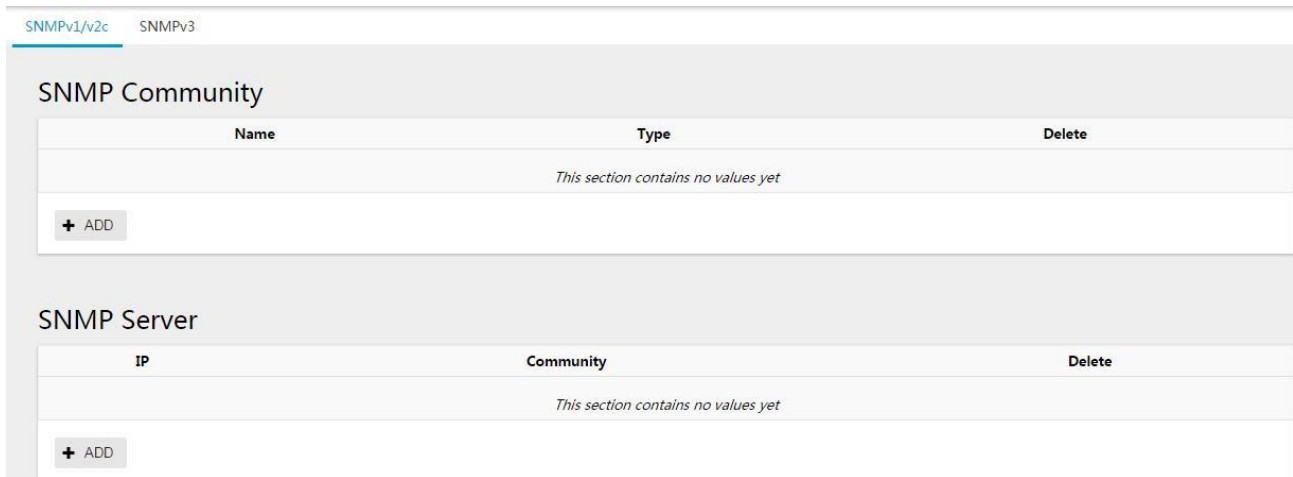 SNMPv1/v2c SNMPv3
SNMP Community
Name Type Delete
This section contains no values yet
+ ADD
SNMP Server
IP Community Delete
This section contains no values yet
+ ADD